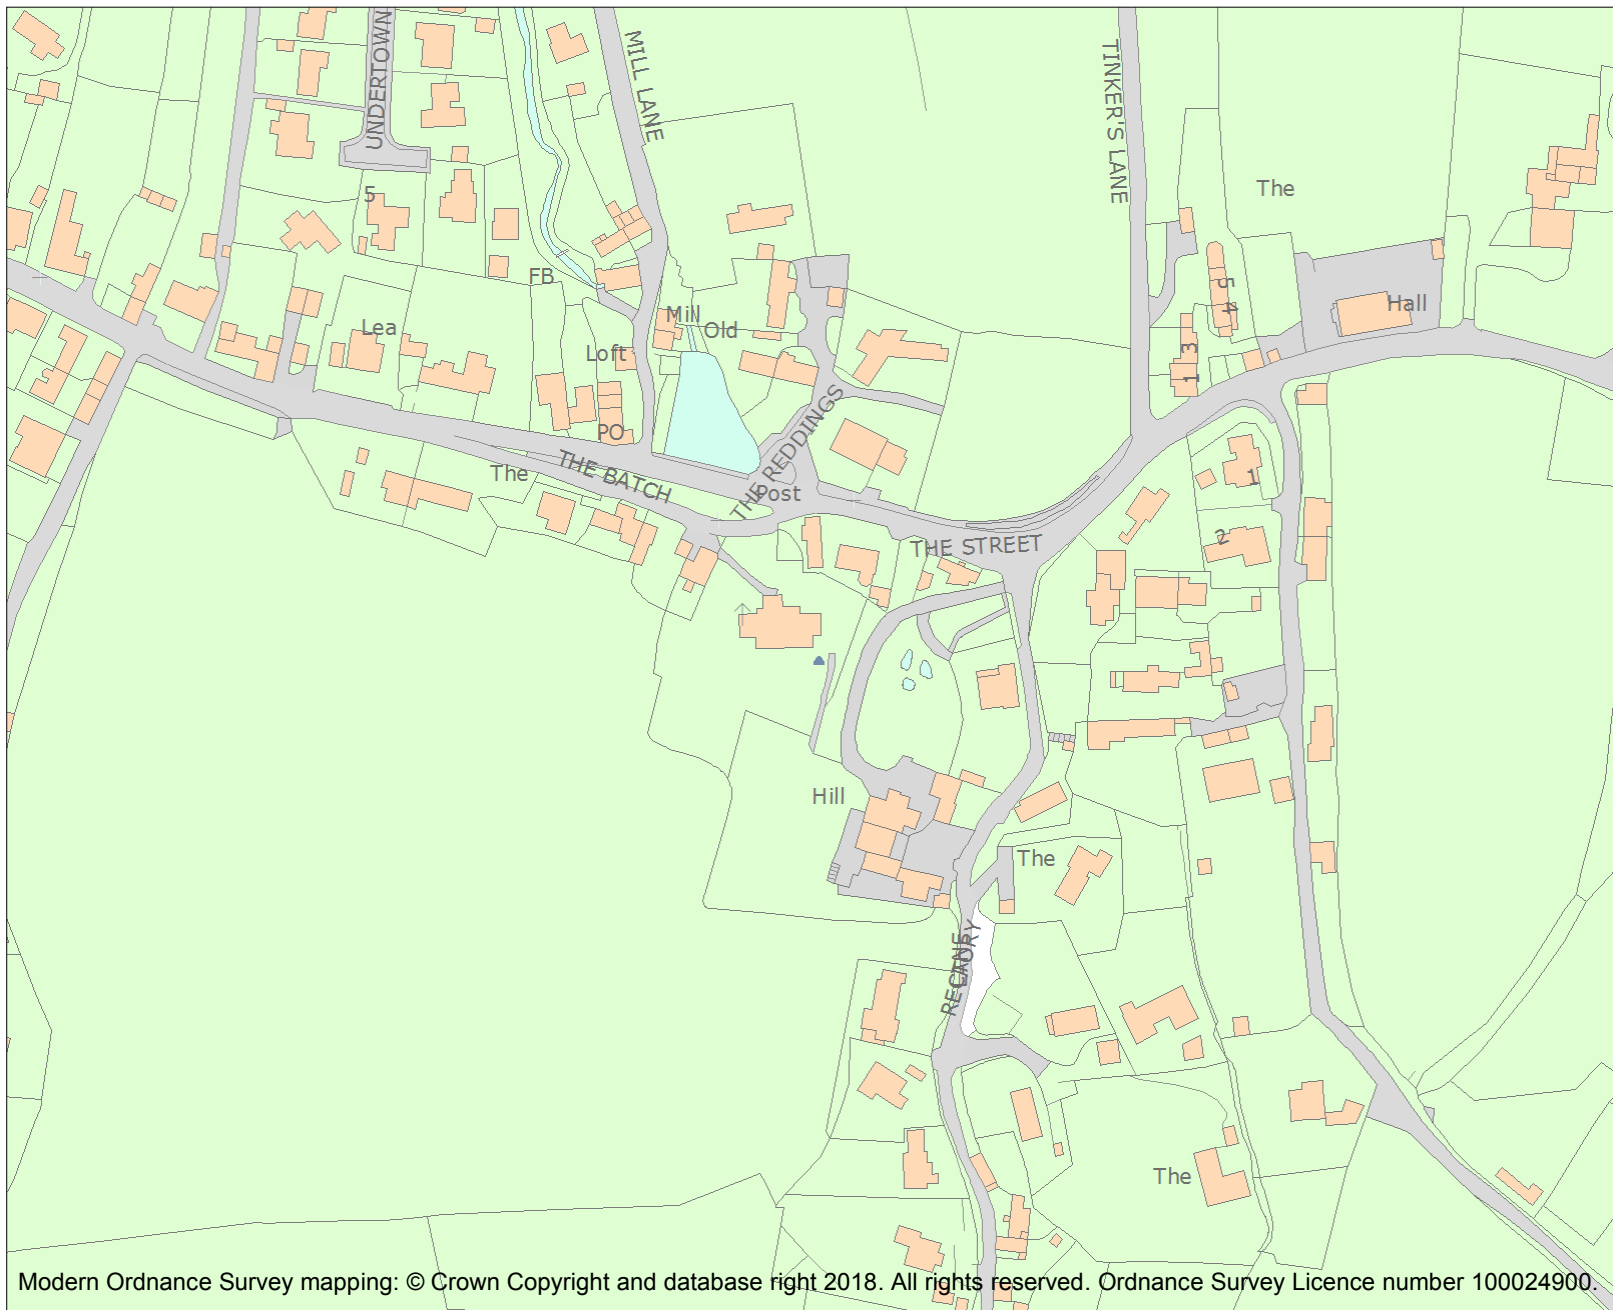 UNDERTOWN
MILL LANE
TINKER'S LANE
The
5
FB
Mill
Old
5
4
Hall
Lea
Loft
3
1
PO
THE REDDINGS
The
THE BATCH
Post
1
THE STREET
2
Hill
The
RECTORY
LANE
The
Modern Ordnance Survey mapping: © Crown Copyright and database right 2018. All rights reserved. Ordnance Survey Licence number 100024900.